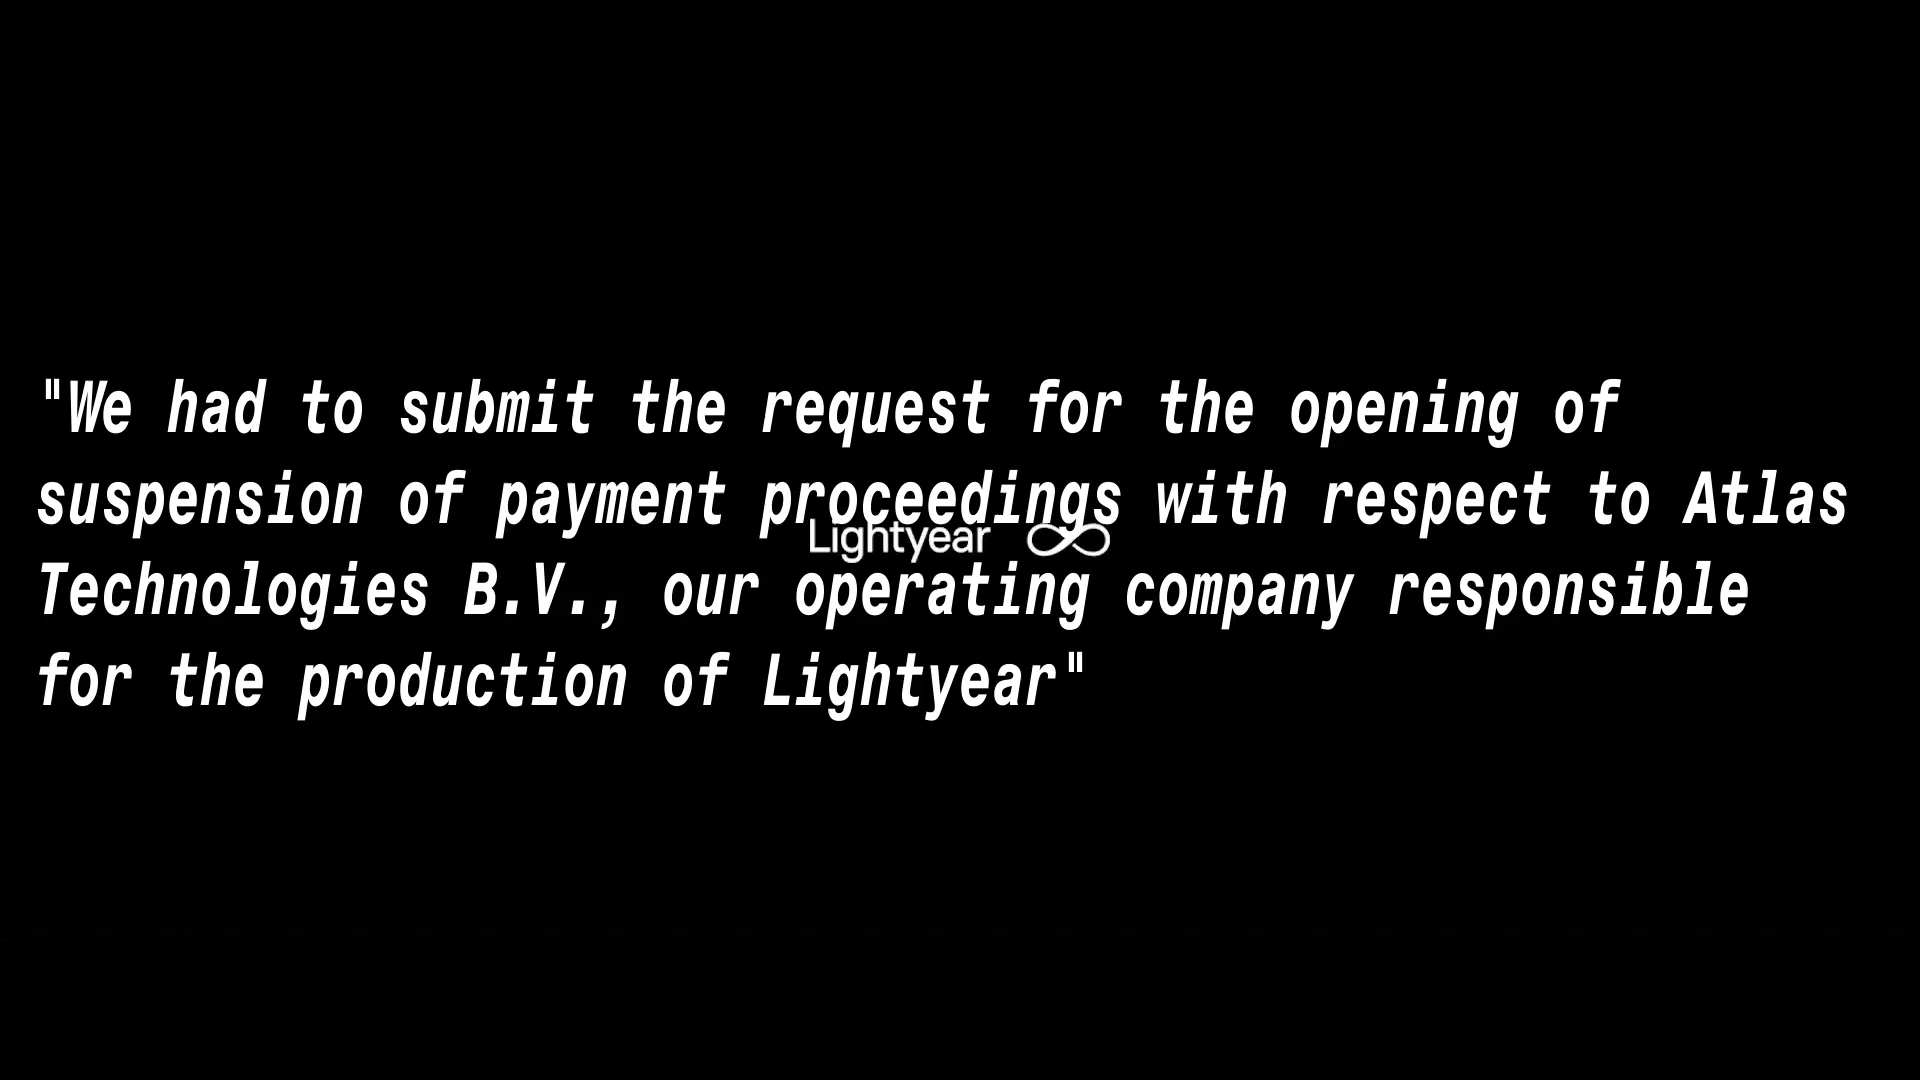 "We had to submit the request for the opening of
suspension of payment proceedings with respect to Atlas
Lightyear
Technologies B.V., our operating company responsible
for the production of Lightyear"